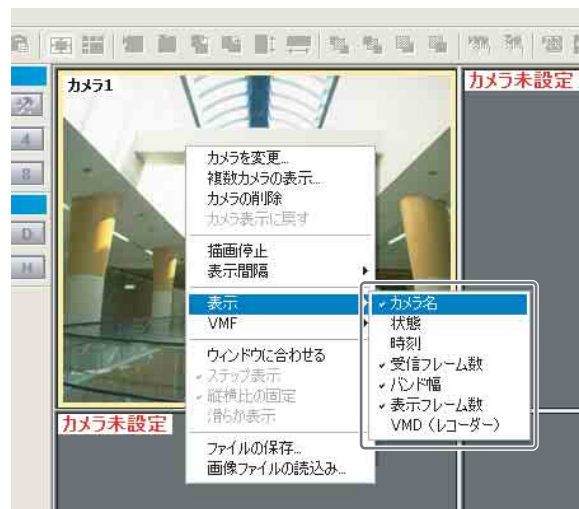 カメラ1
カメラ未設定
4
8
D
H
カメラを変更...
複数カメラの表示...
カメラの削除
カメラ表示に戻す
描画停止
表示間隔
表示
VMF
ウィンドウに合わせる
ステップ表示
縦横比の固定
滑らか表示
ファイルの保存...
画像ファイルの読込み...
カメラ名
状態
時刻
受信フレーム数
バンド幅
表示フレーム数
VMD（レコーダー）
カメラ未設定